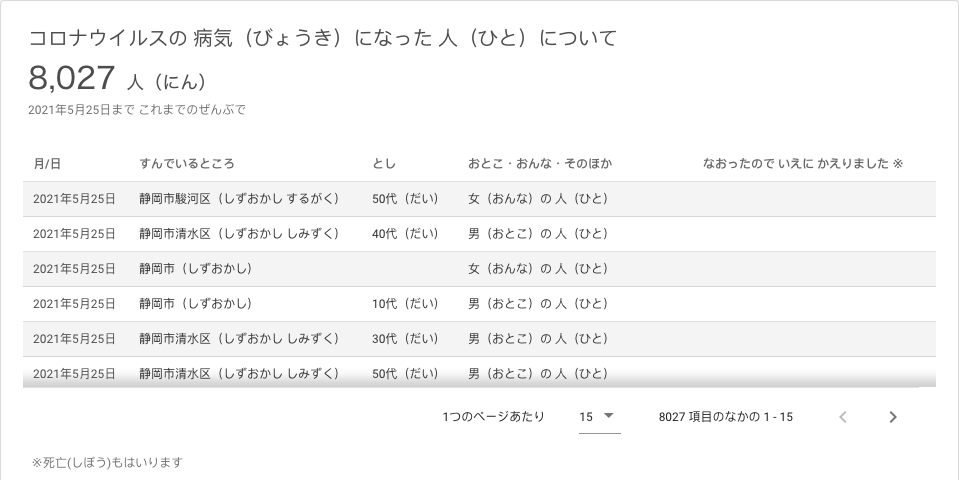 コロナウイルスの 病気（びょうき）になった 人（ひと）について
8,027 人（にん）
2021年5月25日まで これまでのぜんぶで
月/日 すんでいるところ とし おとこ・おんな・そのほか なおったので いえに かえりました ※
2021年5月25日 静岡市駿河区（しずおかし するがく） 50代（だい） 女（おんな）の 人（ひと）
2021年5月25日 静岡市清水区（しずおかし しみずく） 40代（だい） 男（おとこ）の 人（ひと）
2021年5月25日 静岡市（しずおかし） 女（おんな）の 人（ひと）
2021年5月25日 静岡市（しずおかし） 10代（だい） 男（おとこ）の 人（ひと）
2021年5月25日 静岡市清水区（しずおかし しみずく） 30代（だい） 男（おとこ）の 人（ひと）
2021年5月25日 静岡市清水区（しずおかし しみずく） 50代（だい） 男（おとこ）の 人（ひと）
1つのページあたり 15 8027 項目のなかの 1 - 15
※死亡(しぼう)もはいります